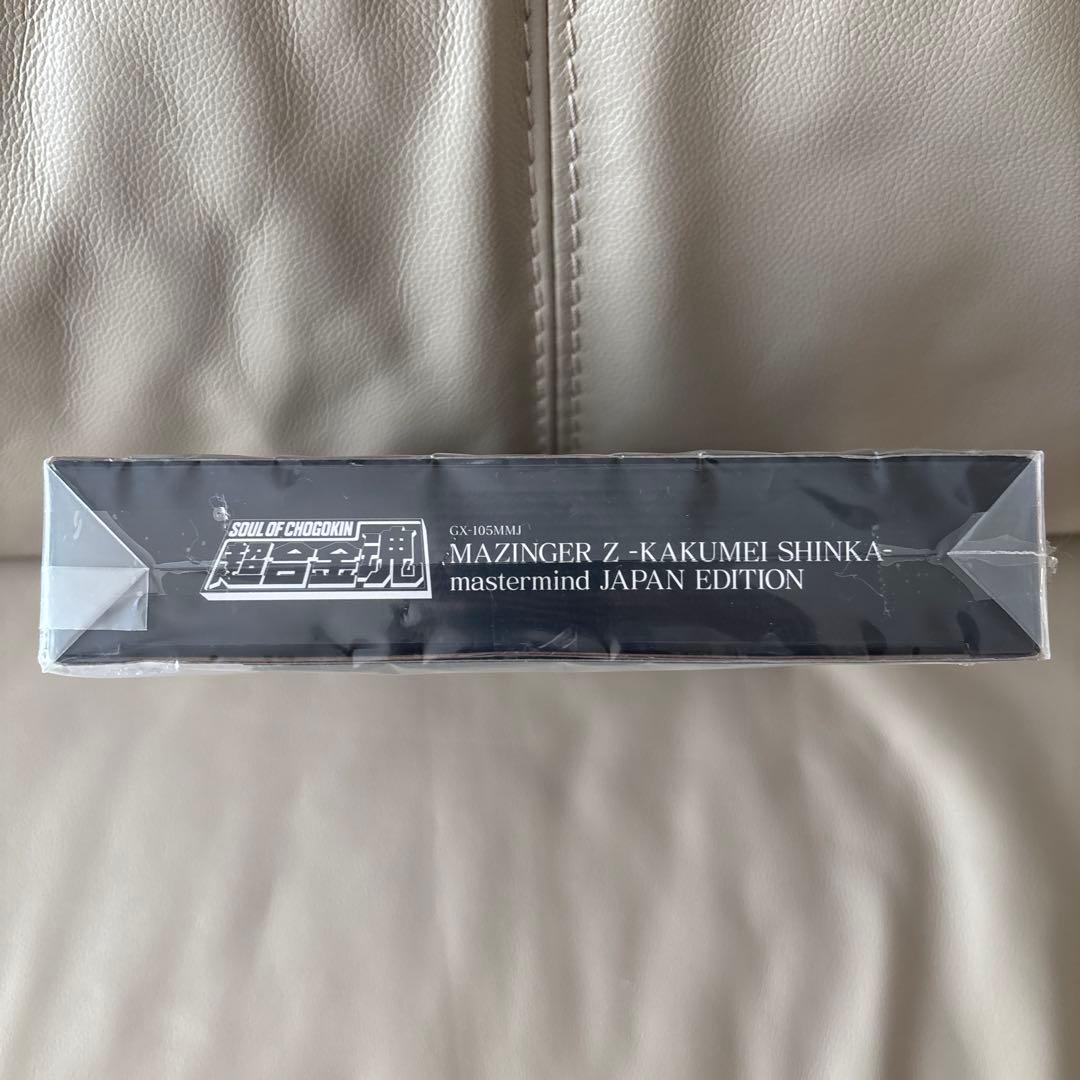 SOUL OF CHOGOKIN
超合金魂
GX-105MMJ
MAZINGER Z -KAKUMEI SHINKA-
mastermind JAPAN EDITION